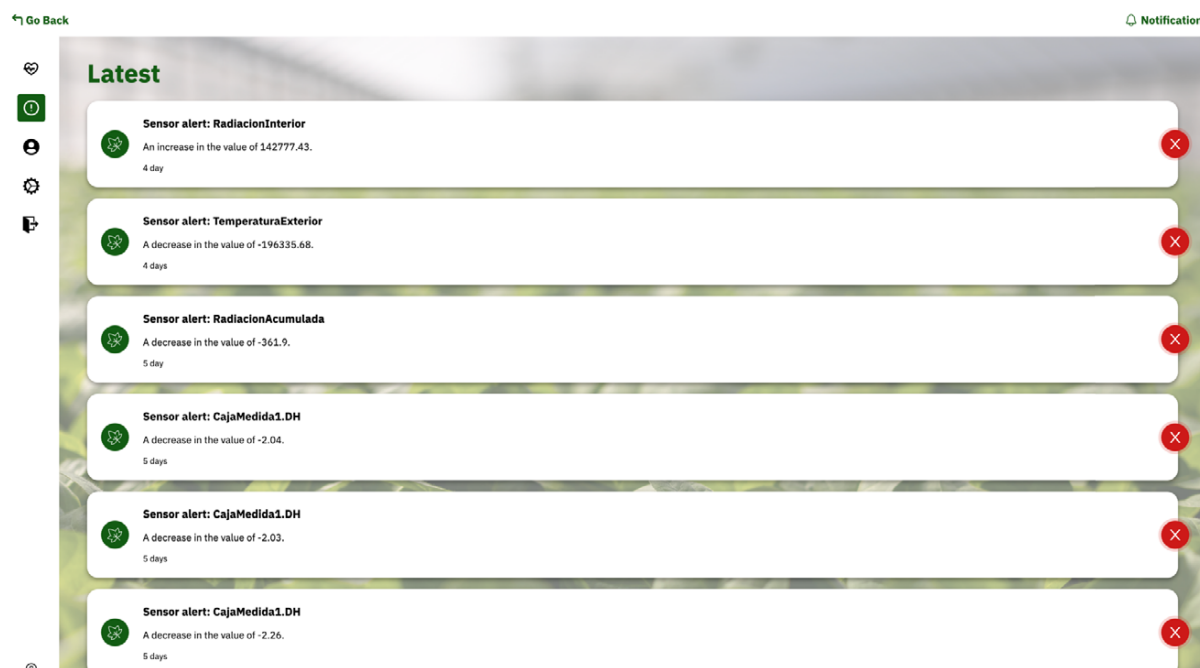 Go Back
Notification
Latest
Sensor alert: RadiacionInterior
An increase in the value of 142777.43.
4 day
Sensor alert: TemperaturaExterior
A decrease in the value of -196335.68.
4 days
Sensor alert: RadiacionAcumulada
A decrease in the value of -361.9.
5 day
Sensor alert: CajaMedida1.DH
A decrease in the value of -2.04.
5 days
Sensor alert: CajaMedida1.DH
A decrease in the value of -2.03.
5 days
Sensor alert: CajaMedida1.DH
A decrease in the value of -2.26.
5 days